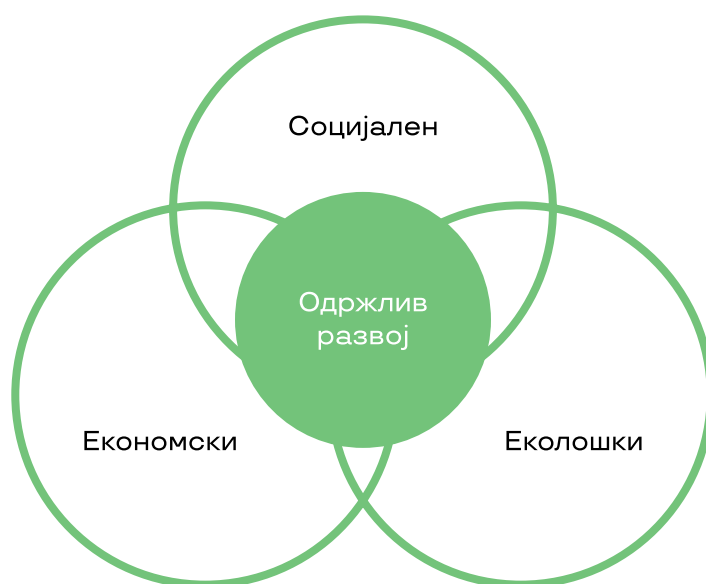 Социјален
Одржлив
развој
Економски
Еколошки